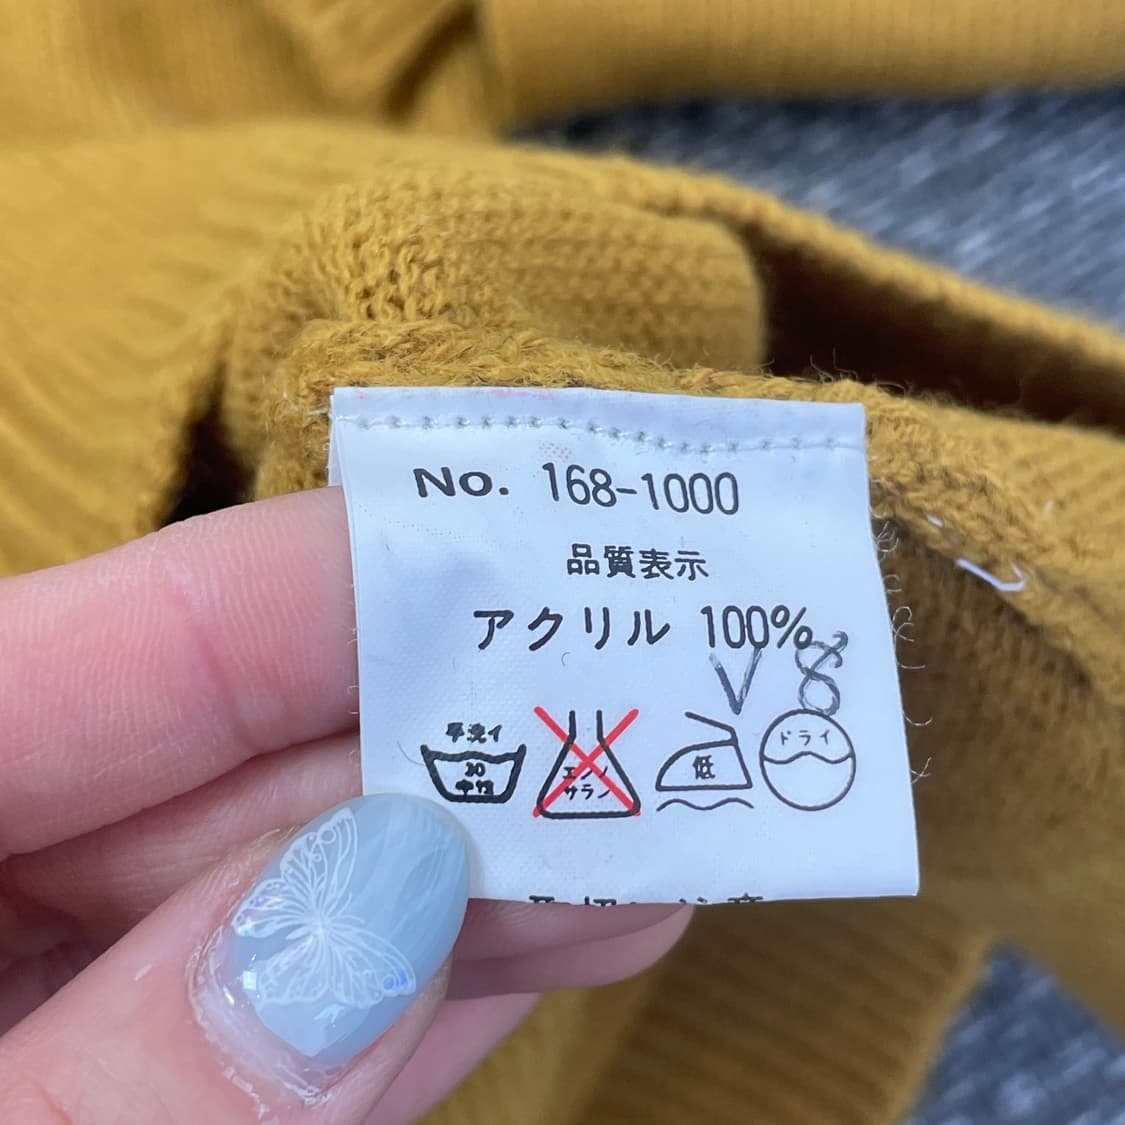 No. 168-1000
品質表示
アクリル 100%
V 8
手洗イ
30
中性
エンソ
サラシ
低
ドライ